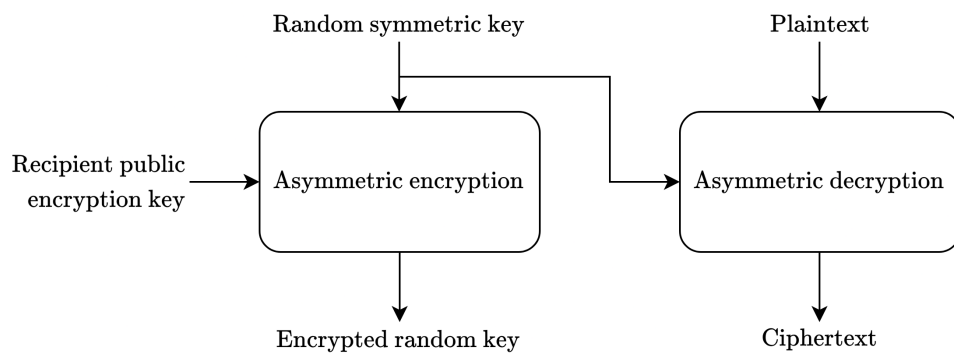 Random symmetric key
Plaintext
Recipient public
encryption key
Asymmetric encryption
Asymmetric decryption
Encrypted random key
Ciphertext